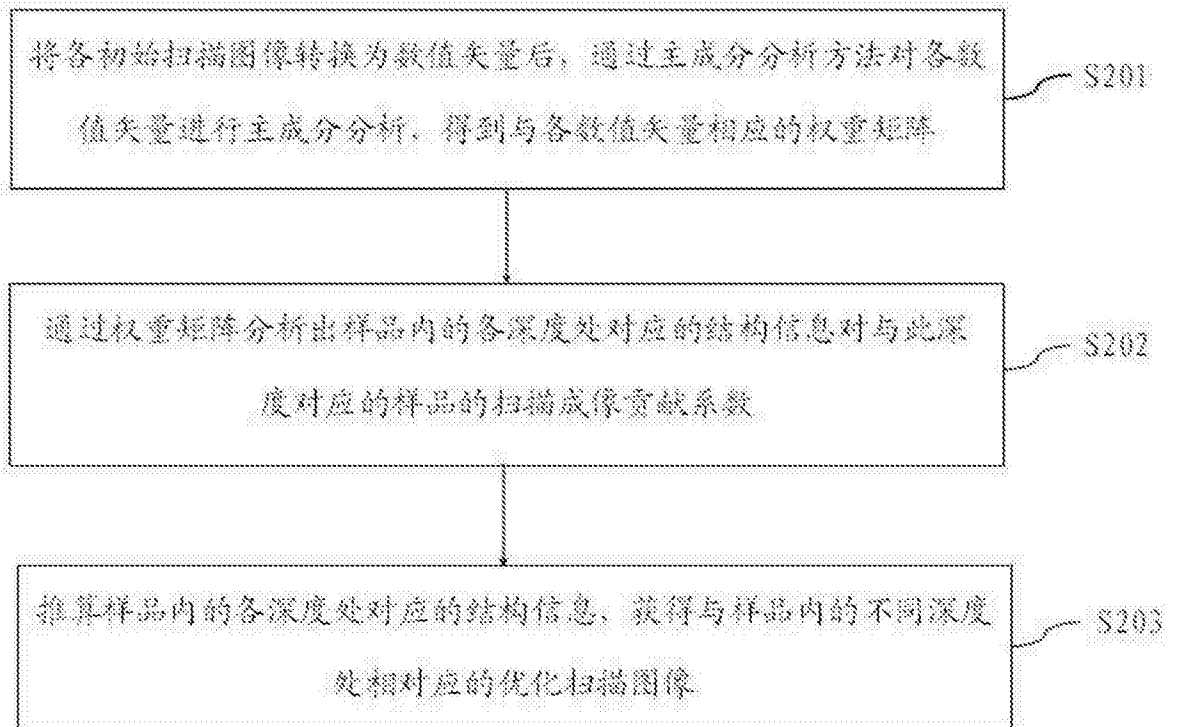 将各初始扫描图像转换为数值矢量后，通过主成分分析方法对各数
值矢量进行主成分分析，得到与各数值矢量相应的权重矩阵
S201
通过权重矩阵分析出样品内的各深度处对应的结构信息对与此深
度对应的样品的扫描成像贡献系数
S202
推算样品内的各深度处对应的结构信息，获得与样品内的不同深度
处相对应的优化扫描图像
S203